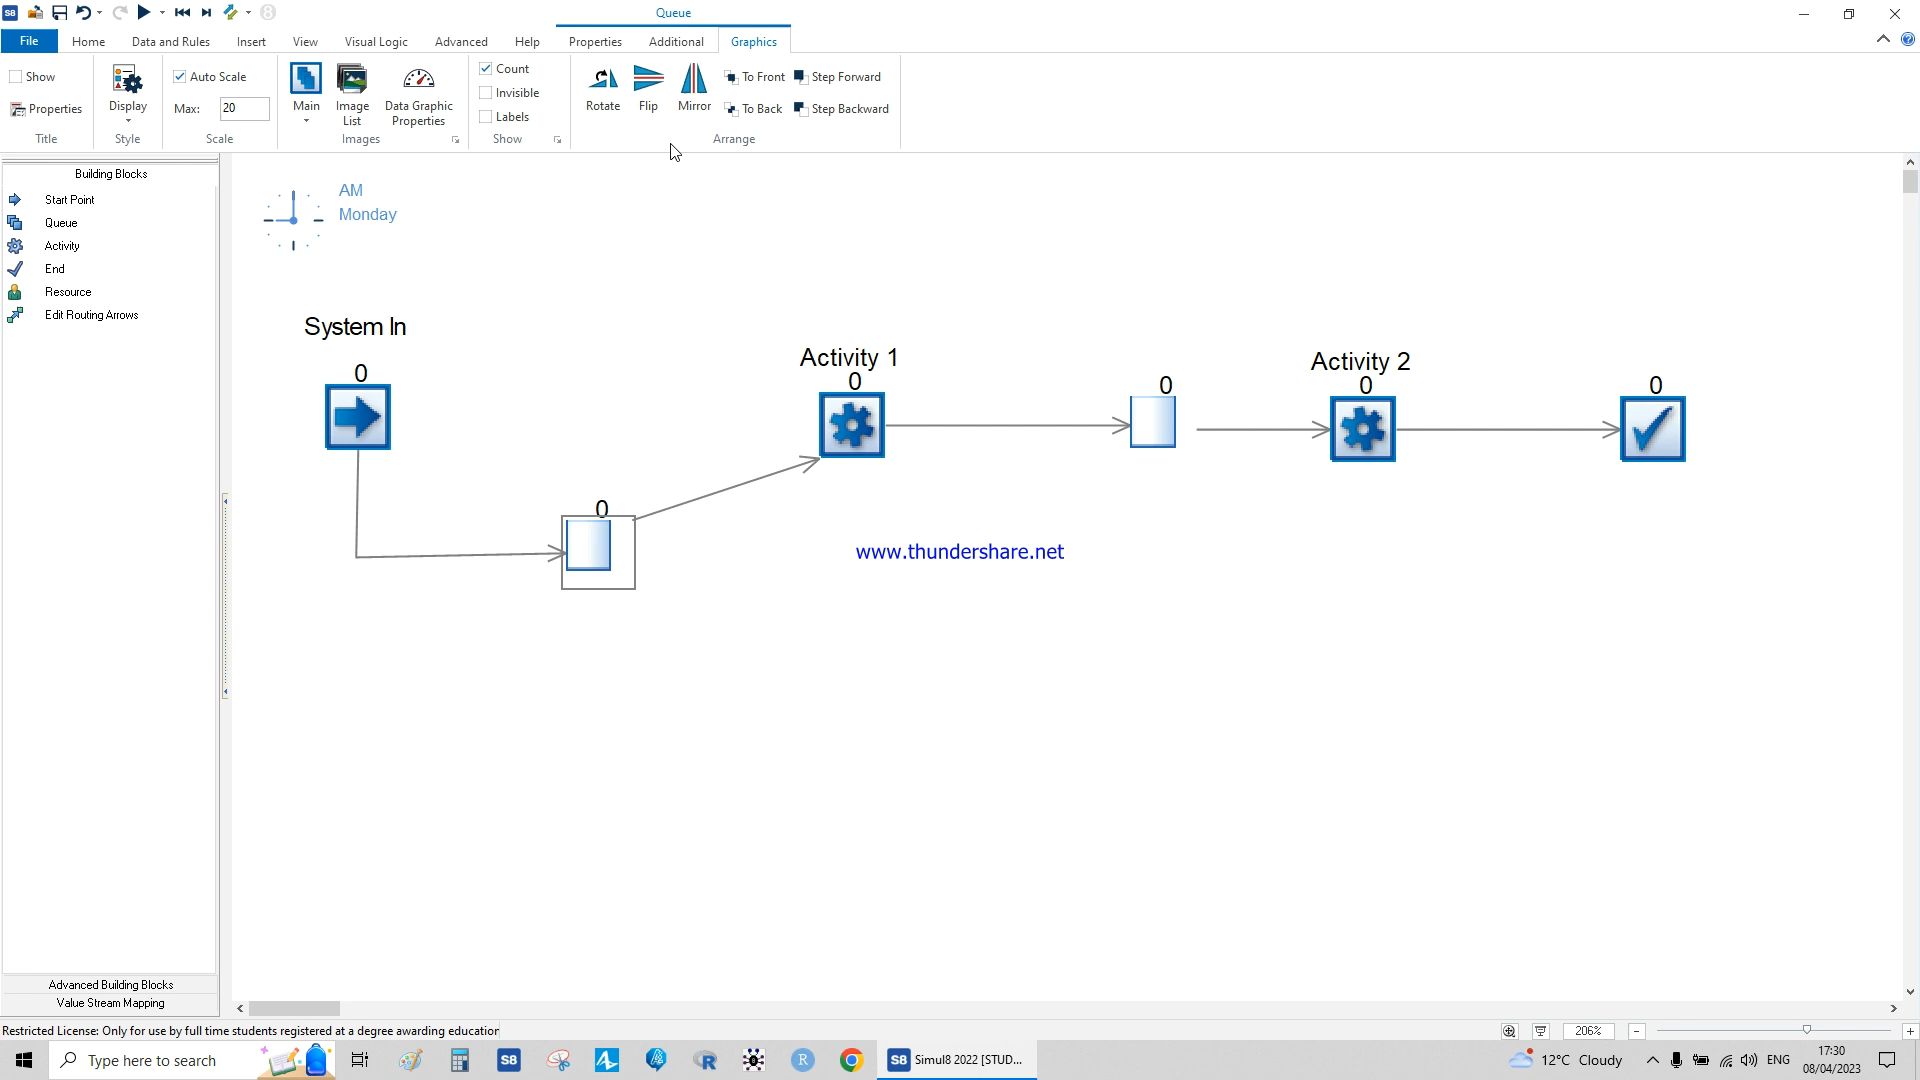 S8
Queue
File
Home
Data and Rules
Insert
View
Visual Logic
Advanced
Help
Properties
Additional
Graphics
Show
Properties
Title
Display
Style
Auto Scale
Max: 20
Scale
Main
Image List
Data Graphic Properties
Images
Count
Invisible
Labels
Show
Rotate
Flip
Mirror
To Front
To Back
Step Forward
Step Backward
Arrange
Building Blocks
Start Point
Queue
Activity
End
Resource
Edit Routing Arrows
Advanced Building Blocks
Value Stream Mapping
AM
Monday
System In
0
0
Activity 1
0
0
Activity 2
0
0
www.thundershare.net
Restricted License: Only for use by full time students registered at a degree awarding education
206%
Type here to search
S8
R
R
S8 Simul8 2022 [STUD...
12°C Cloudy
ENG
17:30
08/04/2023